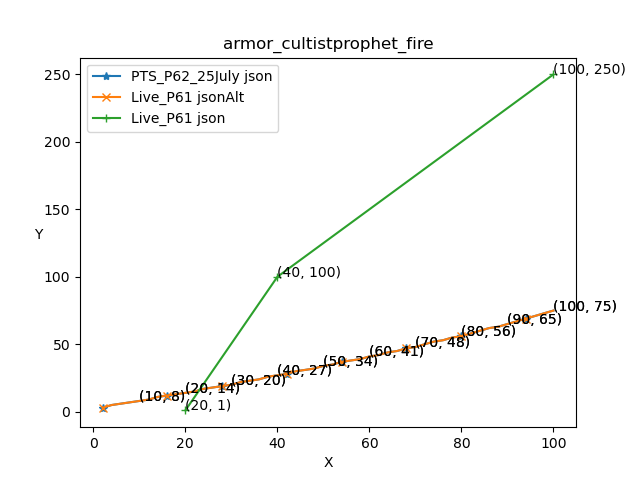 armor_cultistprophet_fire
PTS_P62_25July json
Live_P61 jsonAlt
Live_P61 json
(100, 250)
(40, 100)
(20, 1)
(10, 8)
(20, 14)
(30, 20)
(40, 27)
(50, 34)
(60, 41)
(70, 48)
(80, 56)
(90, 65)
(100, 75)
Y
250
200
150
100
50
0
0 20 40 60 80 100
X